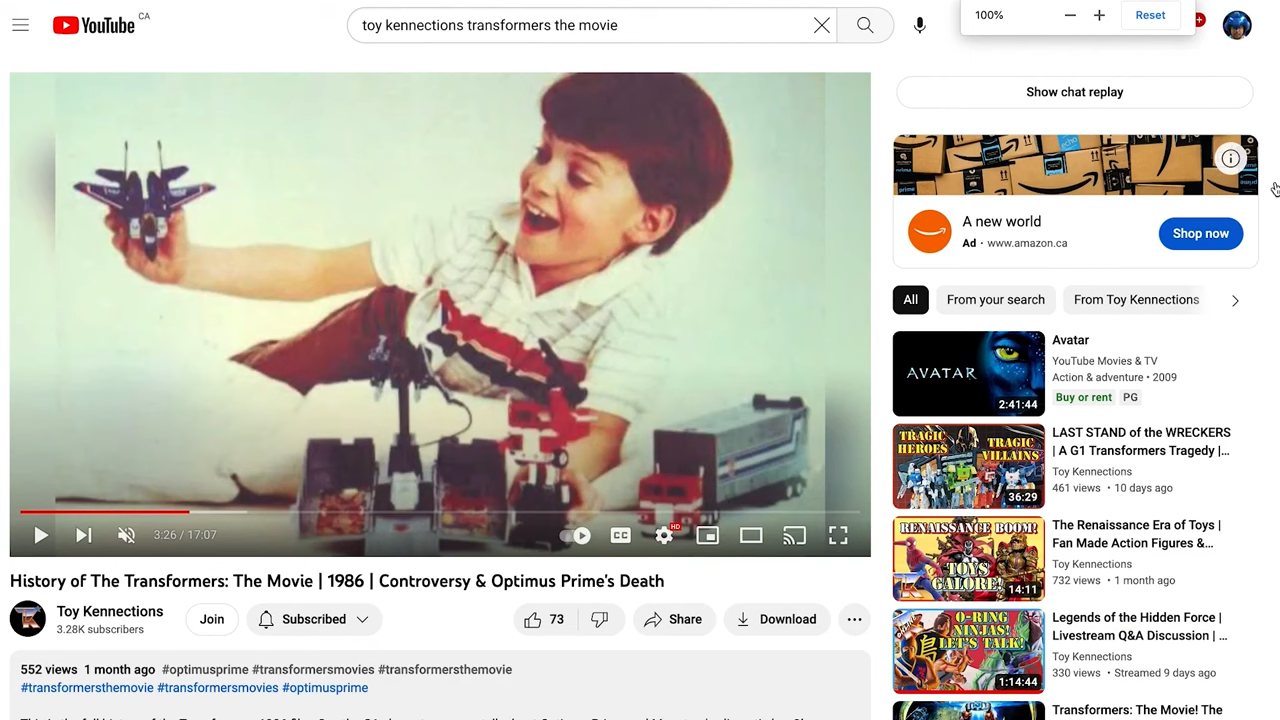 YouTube CA
toy kennections transformers the movie
100%
Reset
Show chat replay
A new world
Ad · www.amazon.ca
Shop now
All
From your search
From Toy Kennections
AVATAR
2:41:44
Avatar
YouTube Movies & TV
Action & adventure • 2009
Buy or rent PG
TRAGIC HEROES
TRAGIC VILLAINS
36:29
LAST STAND of the WRECKERS
| A G1 Transformers Tragedy |...
Toy Kennections
461 views • 10 days ago
RENAISSANCE BOOM!
TOYS GALORE!
14:11
The Renaissance Era of Toys |
Fan Made Action Figures &...
Toy Kennections
732 views • 1 month ago
O-RING
NINJAS!
LET'S TALK!
1:14:44
Legends of the Hidden Force |
Livestream Q&A Discussion | ...
Toy Kennections
330 views • Streamed 9 days ago
Transformers: The Movie! The
3:26 / 17:07
CC
HD
History of The Transformers: The Movie | 1986 | Controversy & Optimus Prime's Death
Toy Kennections
3.28K subscribers
Join
Subscribed
73
Share
Download
552 views 1 month ago #optimusprime #transformersmovies #transformersthemovie
#transformersthemovie #transformersmovies #optimusprime